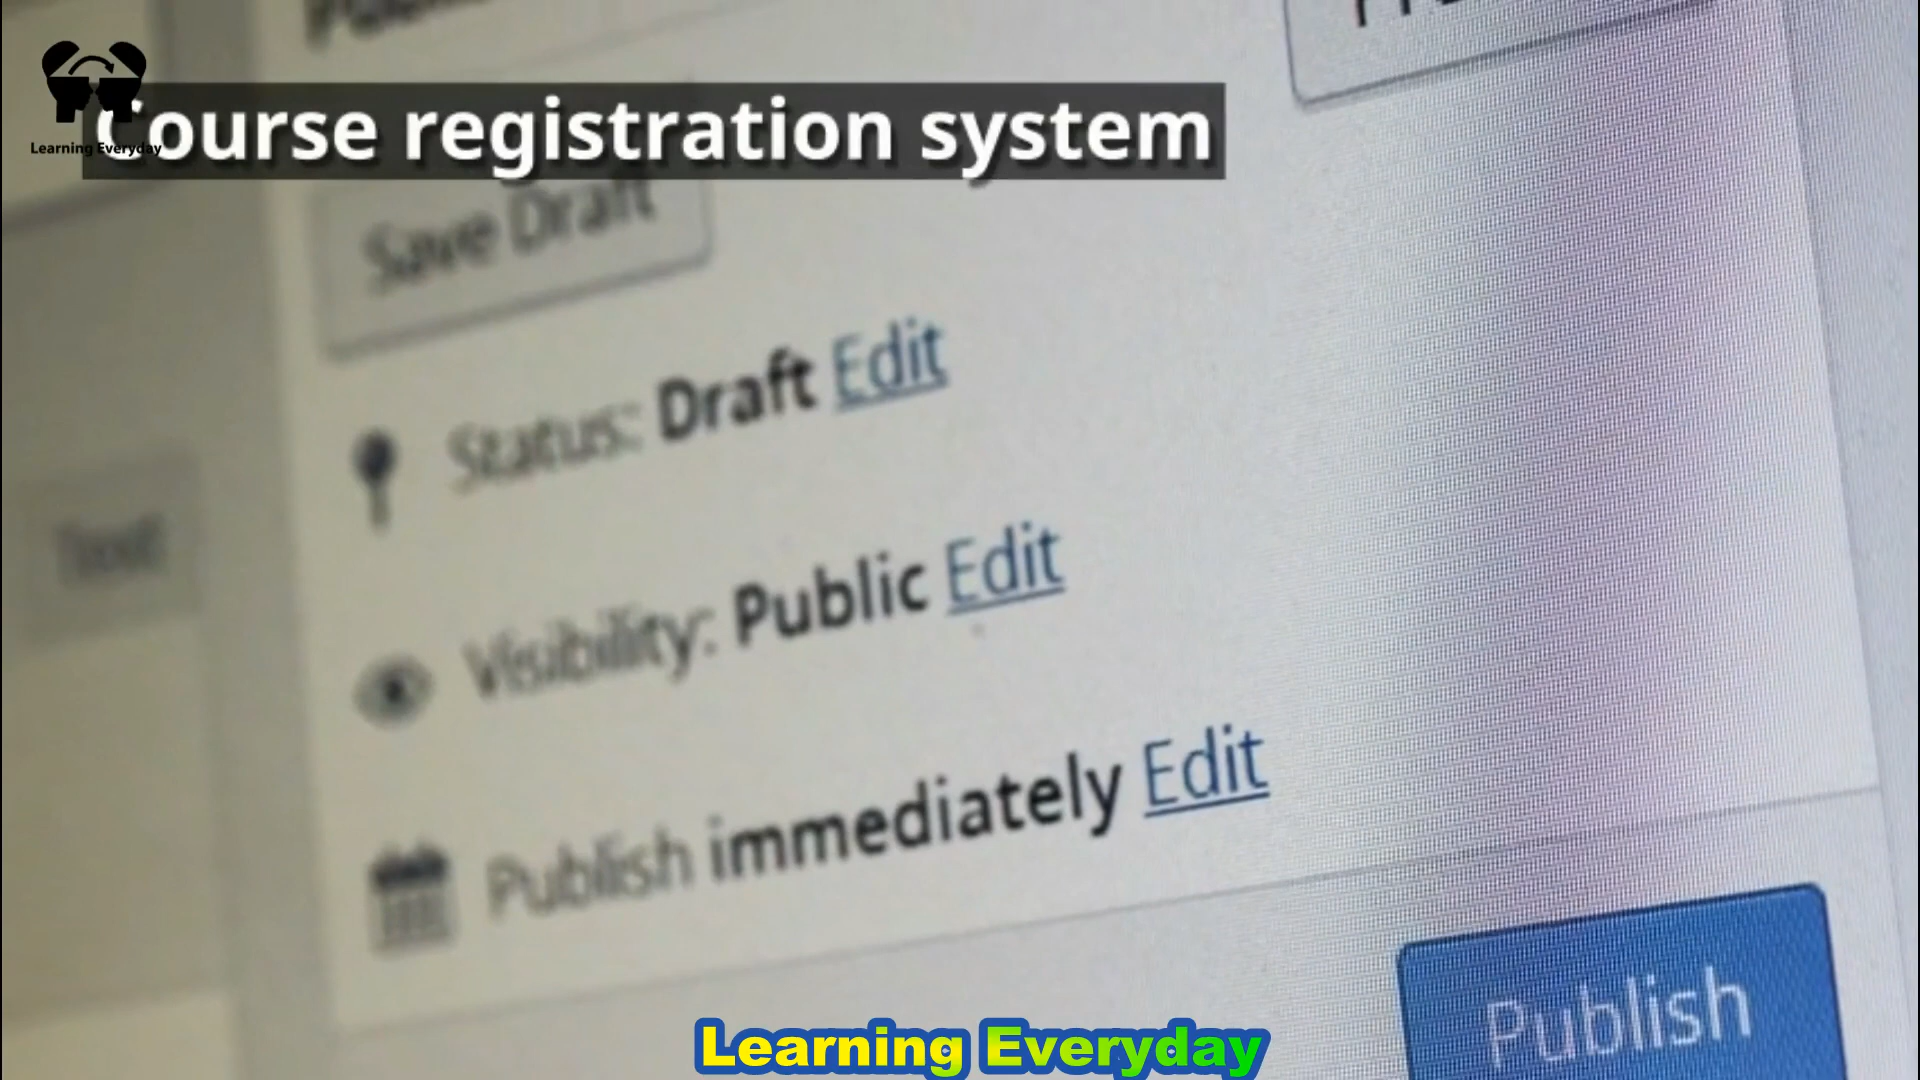 Learning Everyday
Course registration system
Save Draft
Status: Draft Edit
Visibility: Public Edit
Publish immediately Edit
Text
Publish
Learning Everyday